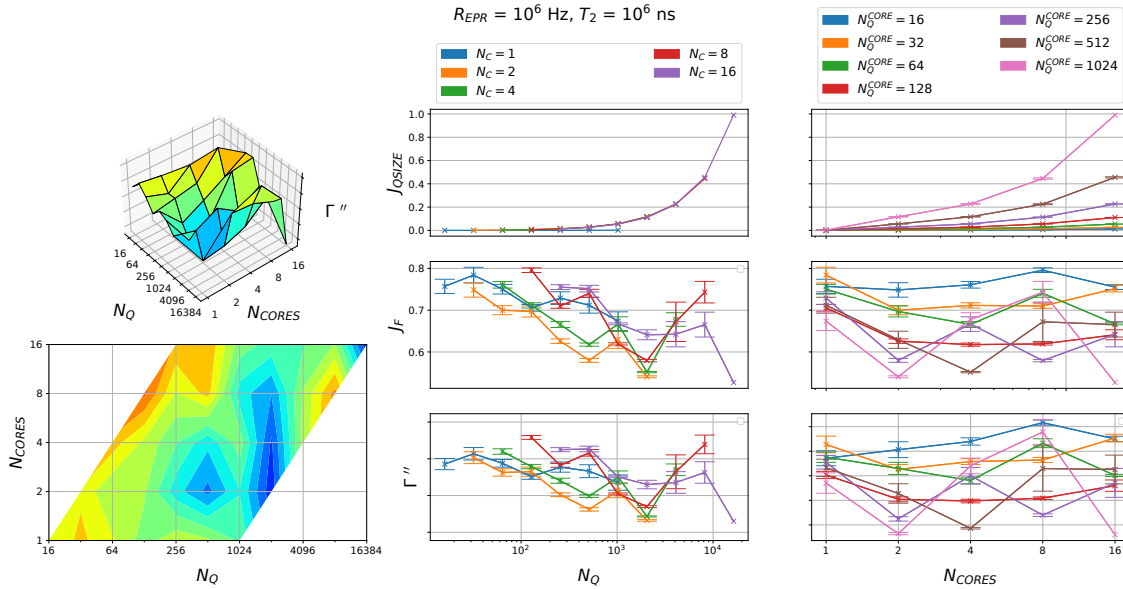 R_EPR = 10^6 Hz, T_2 = 10^6 ns
N_C = 1
N_C = 2
N_C = 4
N_C = 8
N_C = 16
N_Q^CORE = 16
N_Q^CORE = 32
N_Q^CORE = 64
N_Q^CORE = 128
N_Q^CORE = 256
N_Q^CORE = 512
N_Q^CORE = 1024
Γ ′′
16
64
256
1024
4096
16384
N_Q
1
2
4
8
16
N_CORES
J_QSIZE
1.0
0.8
0.6
0.4
0.2
0.0
J_F
0.8
0.7
0.6
Γ′′
10^2
10^3
10^4
N_Q
1
2
4
8
16
N_CORES
N_CORES
16
8
4
2
1
16
64
256
1024
4096
16384
N_Q